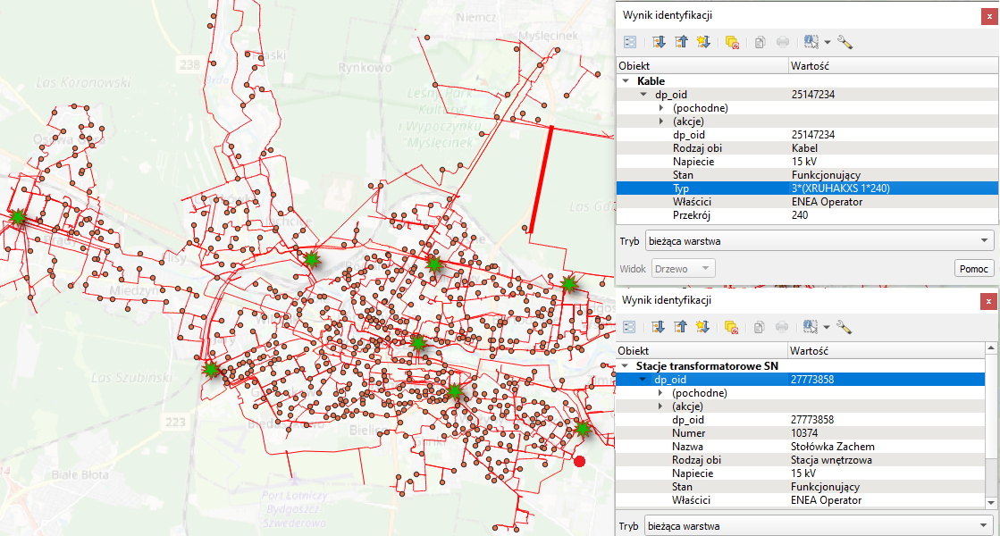 Niemcz
Myślęcinek
Rynkowo
238
Las Koronowski
Leśny Park
Kultury
i Wypoczynku
"Myślęcinek"
Las Gd
Miedzyń
Las Szubiński
223
Biele
Białe Błota
Port Lotniczy
Bydgoszcz
Szwederowo
Wynik identyfikacji
Obiekt Wartość
Kable
dp_oid 25147234
(pochodne)
(akcje)
dp_oid 25147234
Rodzaj obi Kabel
Napiecie 15 kV
Stan Funkcjonujący
Typ 3*(XRUHAKXS 1*240)
Właścici ENEA Operator
Przekrój 240
Tryb bieżąca warstwa
Widok Drzewo Pomoc
Wynik identyfikacji
Obiekt Wartość
Stacje transformatorowe SN
dp_oid 27773858
(pochodne)
(akcje)
dp_oid 27773858
Numer 10374
Nazwa Stołówka Zachem
Rodzaj obi Stacja wnętrzowa
Napiecie 15 kV
Stan Funkcjonujący
Właścici ENEA Operator
Tryb bieżąca warstwa